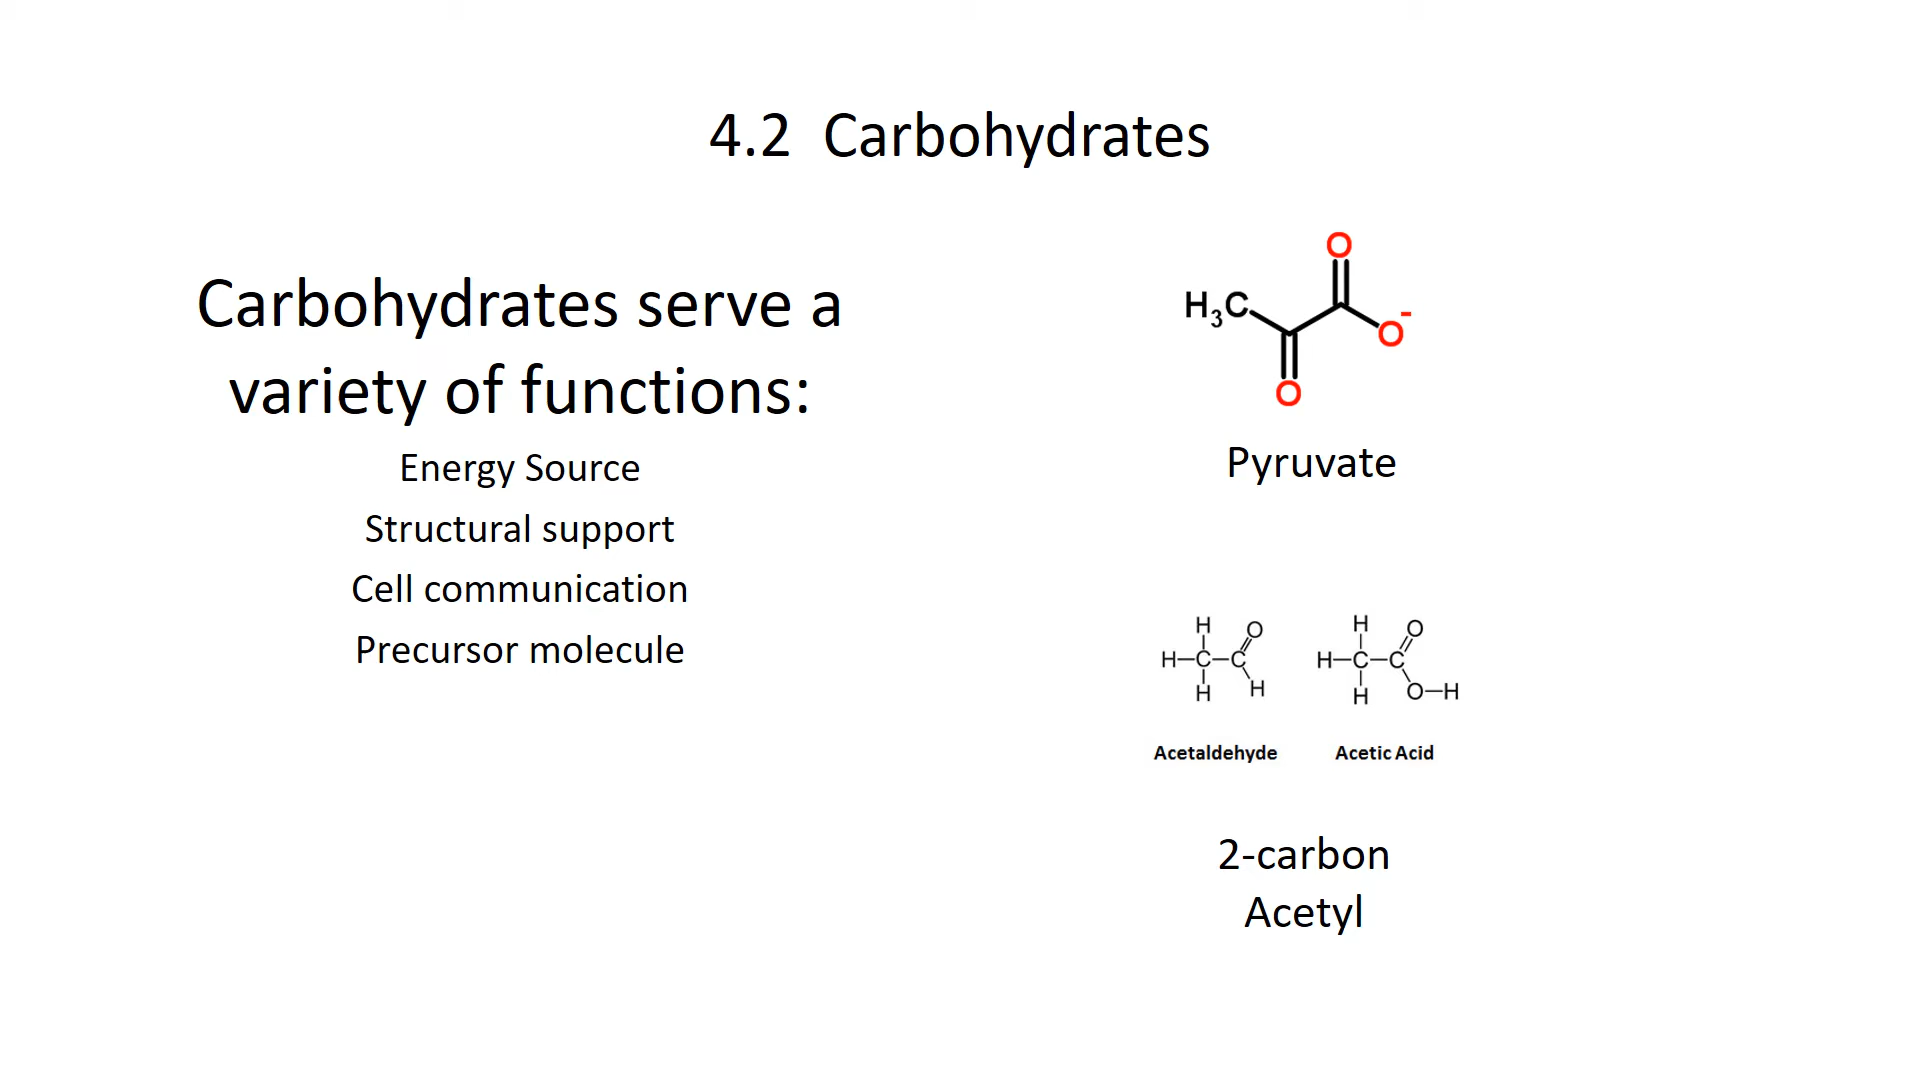 4.2 Carbohydrates
Carbohydrates serve a
variety of functions:
Energy Source
Structural support
Cell communication
Precursor molecule
O
H₃C
O⁻
O
Pyruvate
H O
H–C–C
H H
Acetaldehyde
H O
H–C–C
H O–H
Acetic Acid
2-carbon
Acetyl